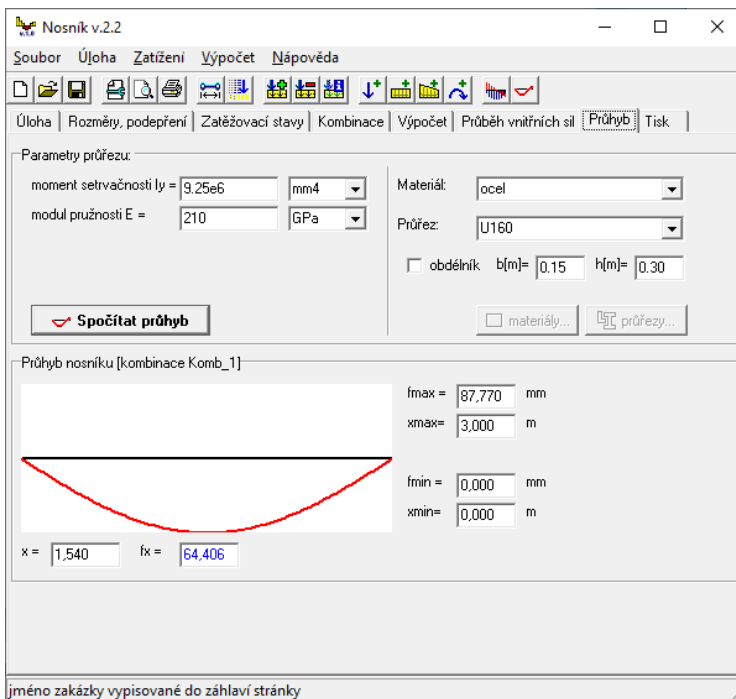 Nosník v.2.2
Soubor Úloha Zatížení Výpočet Nápověda
Úloha Rozměry, podepření Zatěžovací stavy Kombinace Výpočet Průběh vnitřních sil Průhyb Tisk
Parametry průřezu:
moment setrvačnosti Iy = 9.25e6 mm4
modul pružnosti E = 210 GPa
Materiál: ocel
Průřez: U160
obdélník b[m]= 0.15 h[m]= 0.30
Spočítat průhyb
materiály... průřezy...
Průhyb nosníku [kombinace Komb_1]
fmax = 87,770 mm
xmax= 3,000 m
fmin = 0,000 mm
xmin= 0,000 m
x = 1,540 fx = 64,406
jméno zakázky vypisované do záhlaví stránky